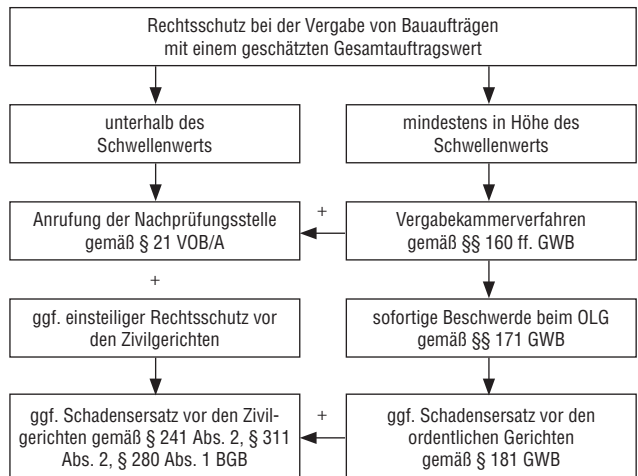 Rechtsschutz bei der Vergabe von Bauaufträgen
mit einem geschätzten Gesamtauftragswert
unterhalb des
Schwellenwerts
mindestens in Höhe des
Schwellenwerts
Anrufung der Nachprüfungsstelle
gemäß § 21 VOB/A
+
Vergabekammerverfahren
gemäß §§ 160 ff. GWB
+
ggf. einsteiliger Rechtsschutz vor
den Zivilgerichten
sofortige Beschwerde beim OLG
gemäß §§ 171 GWB
ggf. Schadensersatz vor den Zivil-
gerichten gemäß § 241 Abs. 2, § 311
Abs. 2, § 280 Abs. 1 BGB
+
ggf. Schadensersatz vor den
ordentlichen Gerichten
gemäß § 181 GWB